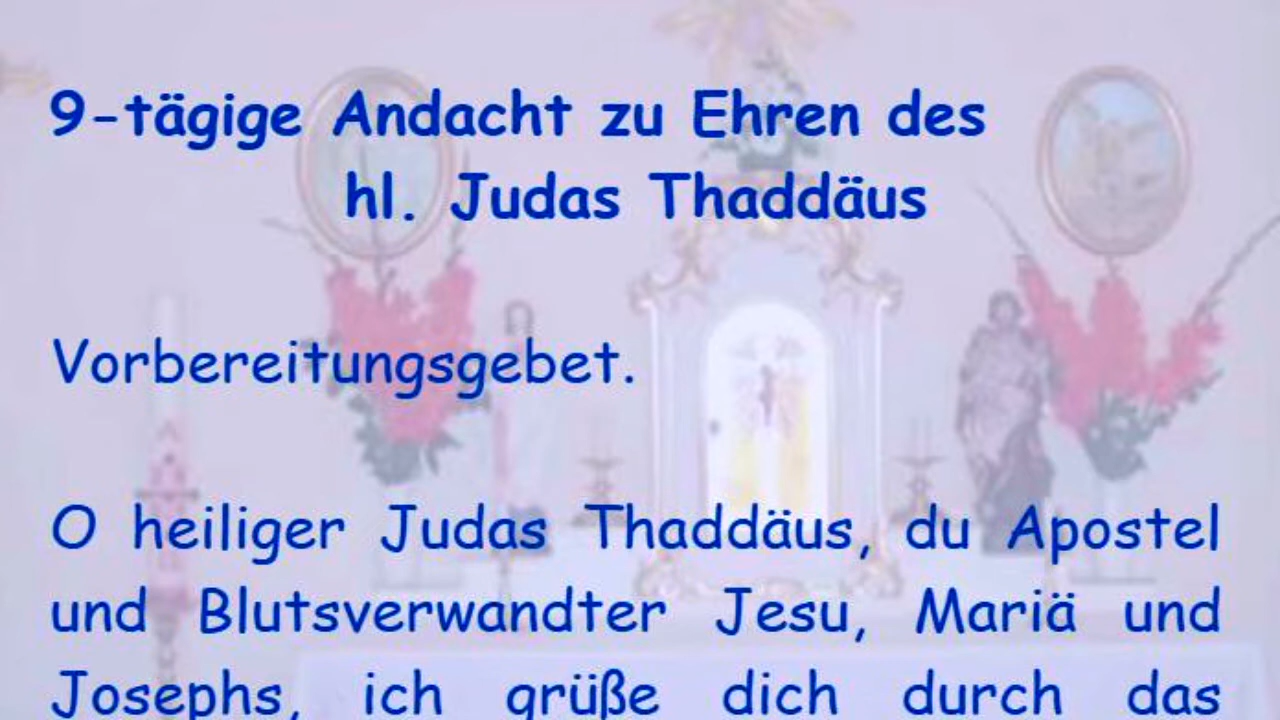 9-tägige Andacht zu Ehren des
hl. Judas Thaddäus
Vorbereitungsgebet.
O heiliger Judas Thaddäus, du Apostel
und Blutsverwandter Jesu, Mariä und
Josephs, ich grüße dich durch das